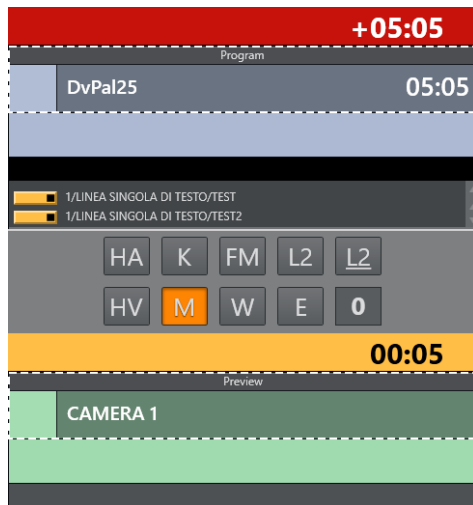 +05:05
Program
DvPal25 05:05
1/LINEA SINGOLA DI TESTO/TEST
1/LINEA SINGOLA DI TESTO/TEST2
HA K FM L2 L2
HV M W E 0
00:05
Preview
CAMERA 1